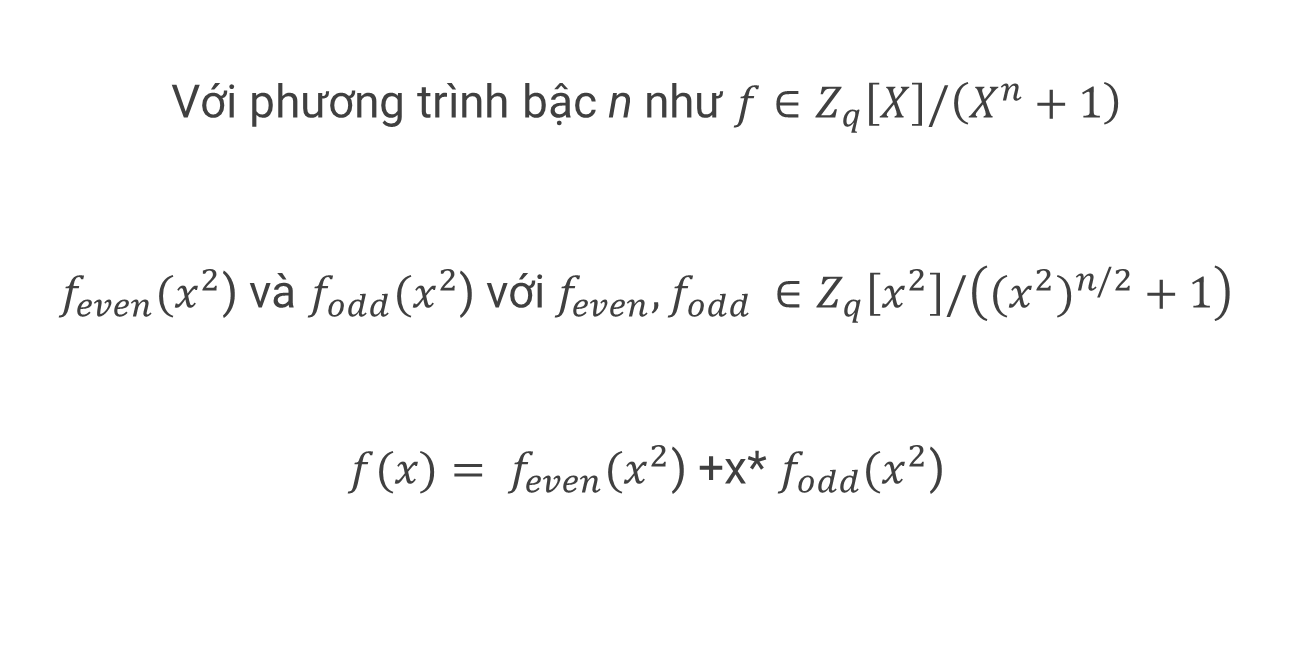 Với phương trình bậc n như f ∈ Z_q[X]/(X^n + 1)
f_even(x^2) và f_odd(x^2) với f_even, f_odd ∈ Z_q[x^2]/((x^2)^{n/2} + 1)
f(x) = f_even(x^2) +x* f_odd(x^2)